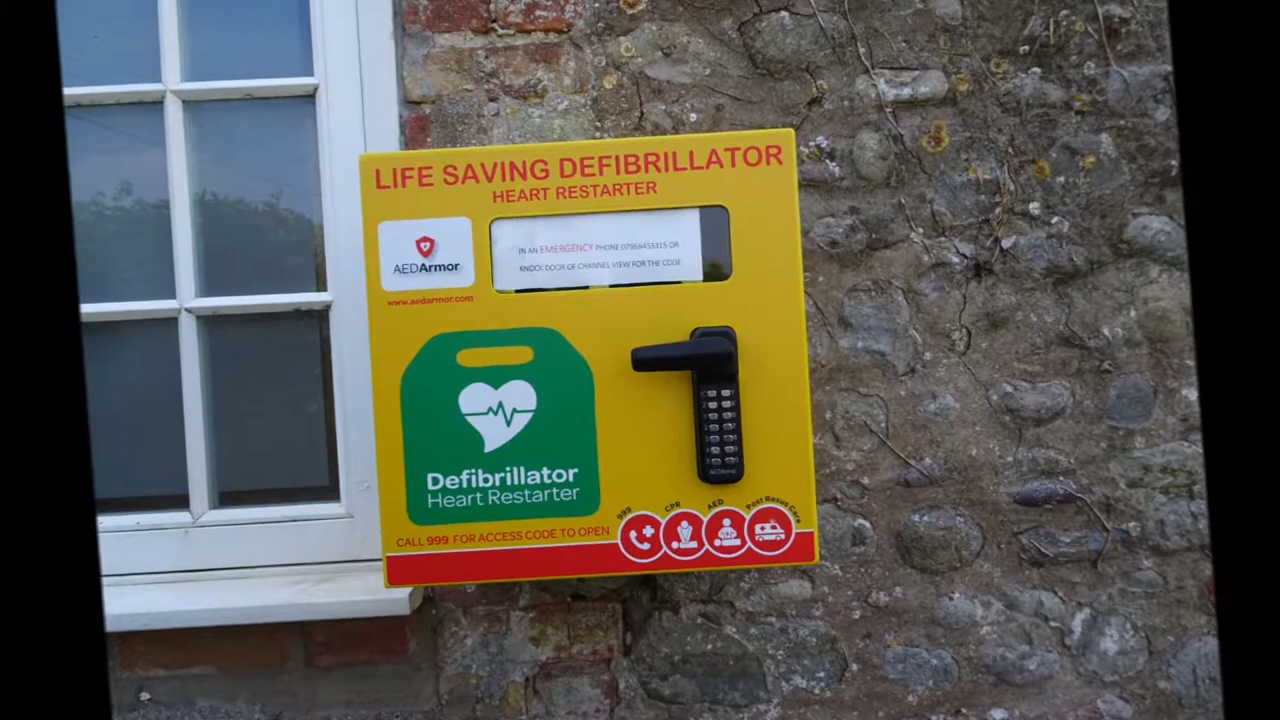 LIFE SAVING DEFIBRILLATOR
HEART RESTARTER
AEDArmor
www.aedarmor.com
IN AN EMERGENCY PHONE 07966453315 OR
KNOCK DOOR OF CHANNEL VIEW FOR THE CODE
Defibrillator
Heart Restarter
AEDArmor
CALL 999 FOR ACCESS CODE TO OPEN
999 CPR AED Post Resus Care